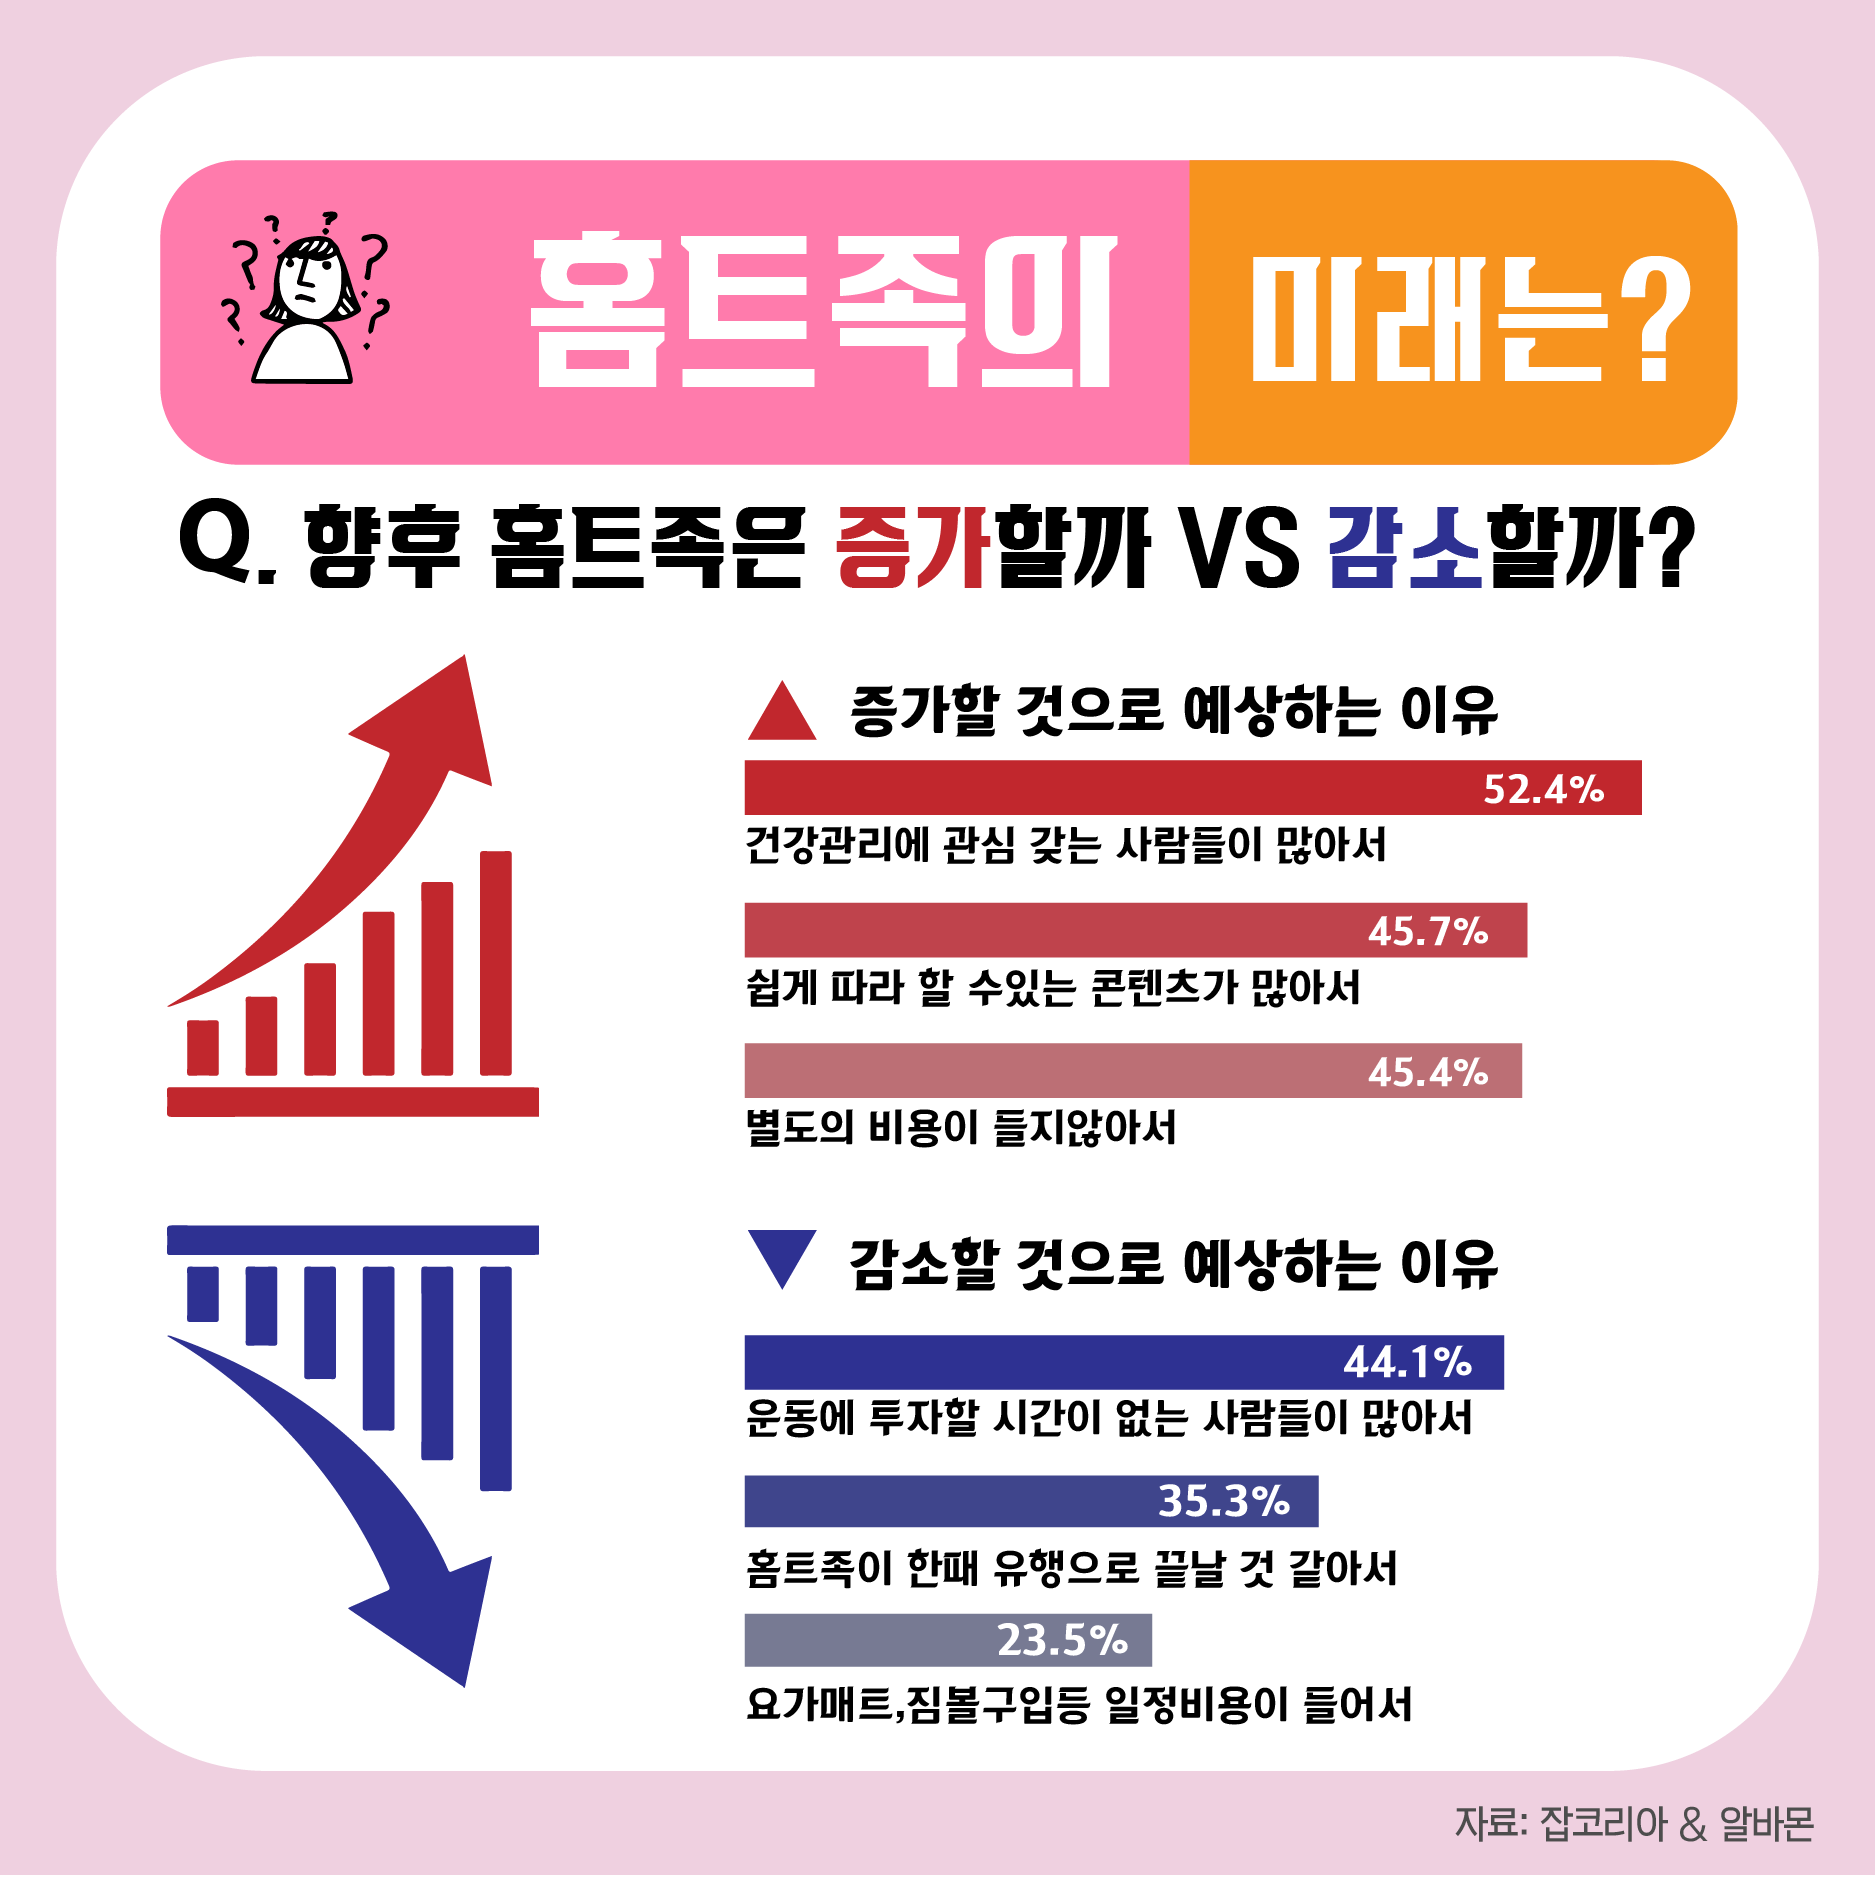 홈트족의 미래는?
Q. 향후 홈트족은 증가할까 VS 감소할까?
▲ 증가할 것으로 예상하는 이유
52.4%
건강관리에 관심 갖는 사람들이 많아서
45.7%
쉽게 따라 할 수있는 콘텐츠가 많아서
45.4%
별도의 비용이 들지않아서
▼ 감소할 것으로 예상하는 이유
44.1%
운동에 투자할 시간이 없는 사람들이 많아서
35.3%
홈트족이 한때 유행으로 끝날 것 같아서
23.5%
요가매트,짐볼구입등 일정비용이 들어서
자료: 잡코리아 & 알바몬